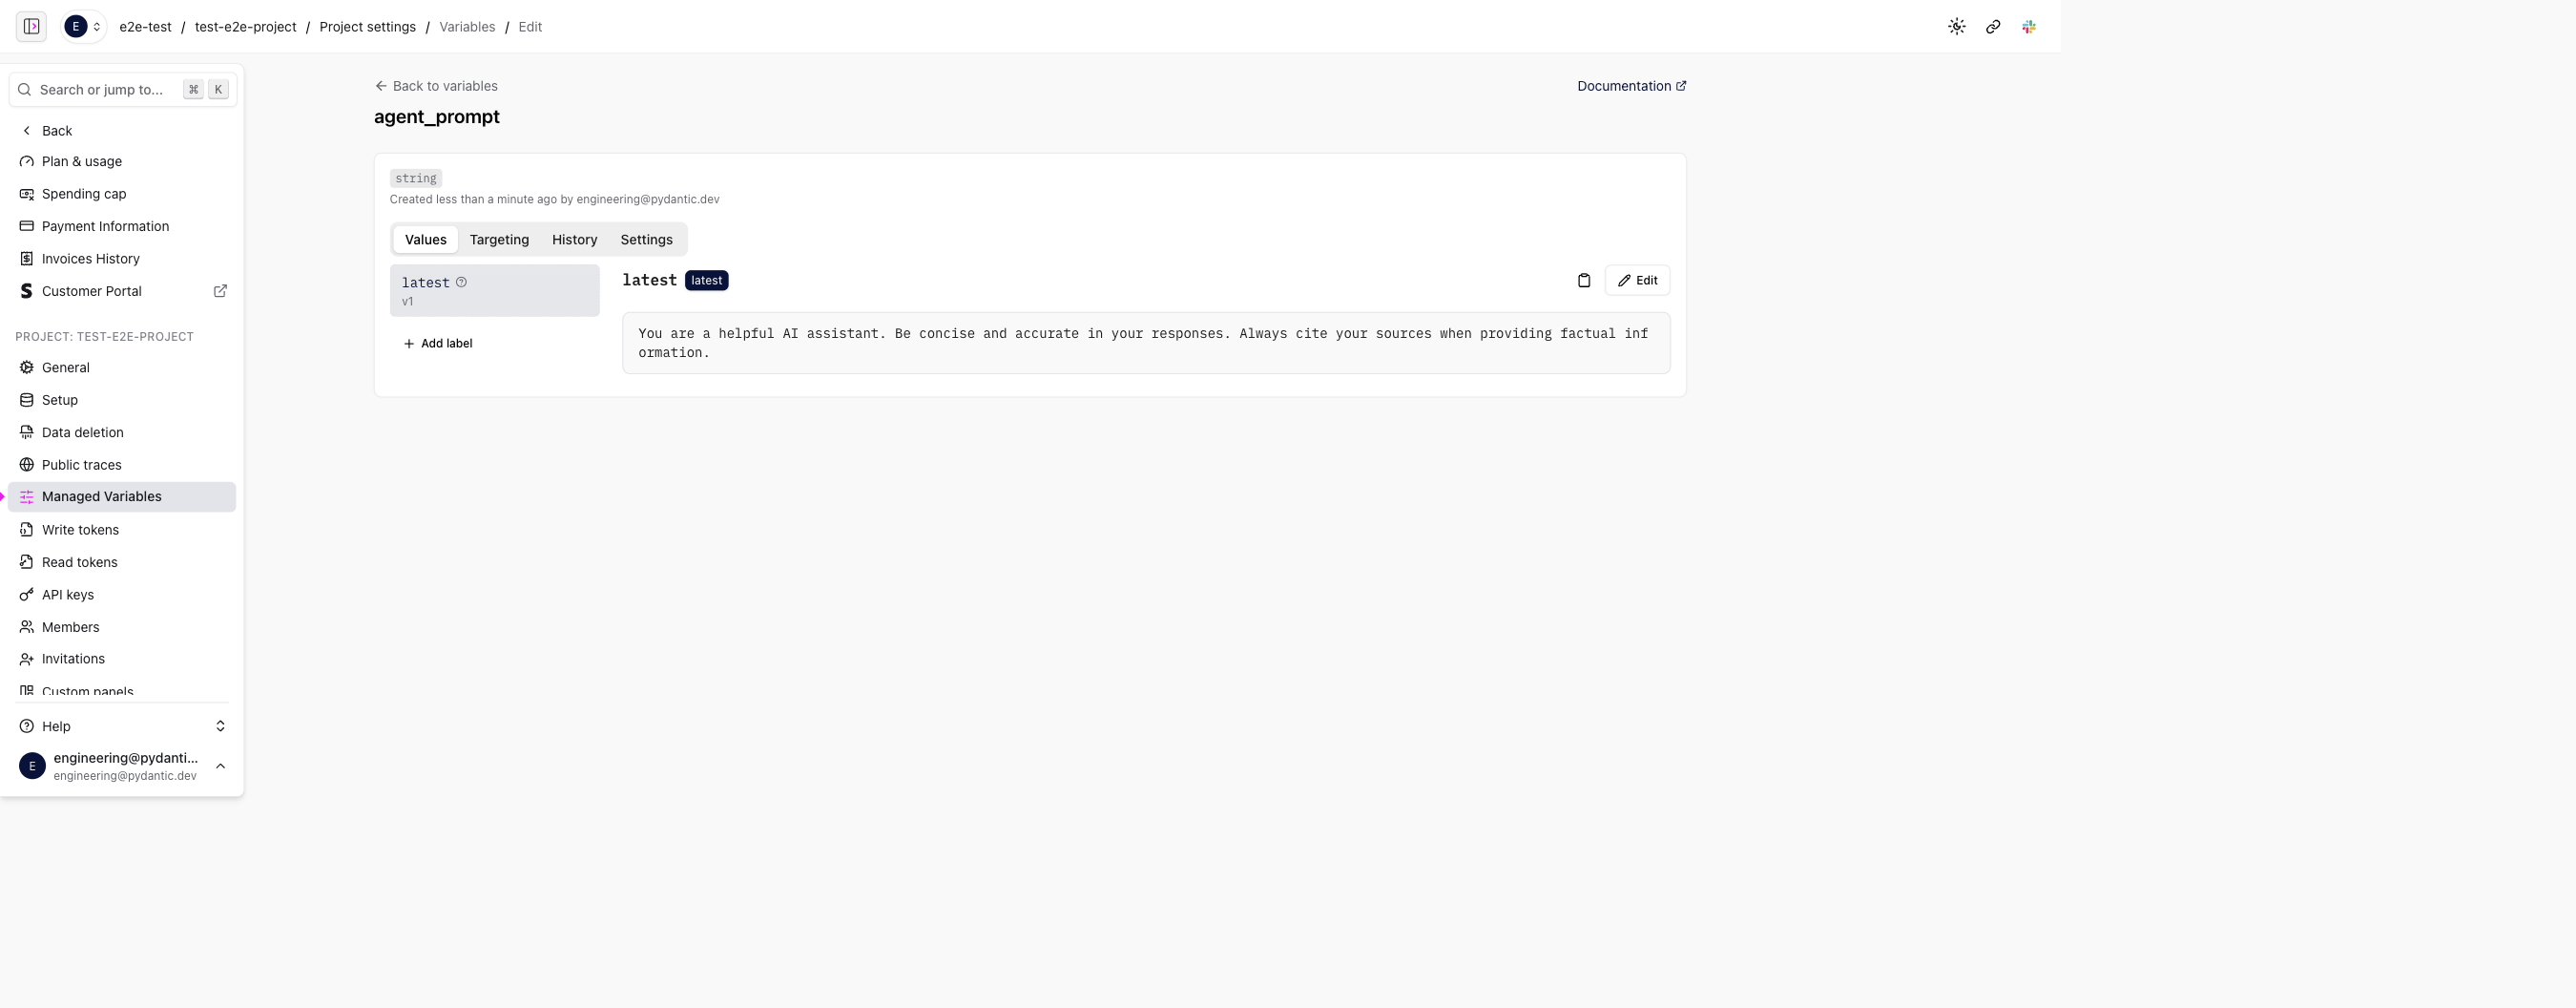 E
e2e-test / test-e2e-project / Project settings / Variables / Edit
Search or jump to... ⌘ K
Back
Plan & usage
Spending cap
Payment Information
Invoices History
Customer Portal
PROJECT: TEST-E2E-PROJECT
General
Setup
Data deletion
Public traces
Managed Variables
Write tokens
Read tokens
API keys
Members
Invitations
Custom panels
Help
E
engineering@pydanti...
engineering@pydantic.dev
Back to variables
Documentation
agent_prompt
string
Created less than a minute ago by engineering@pydantic.dev
Values Targeting History Settings
latest
v1
Add label
latest latest
Edit
You are a helpful AI assistant. Be concise and accurate in your responses. Always cite your sources when providing factual inf
ormation.